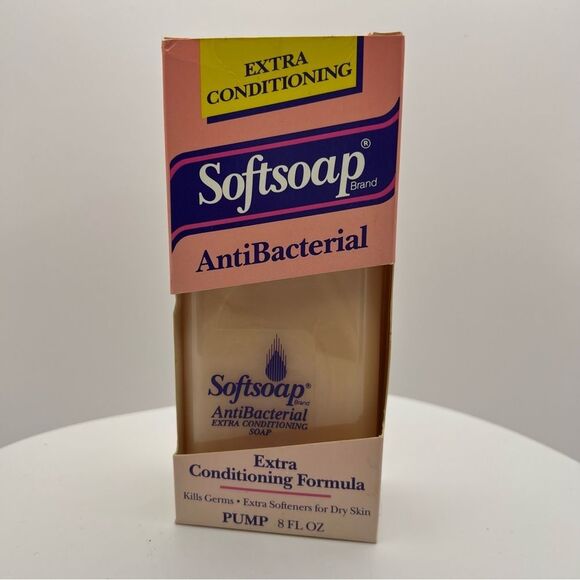 EXTRA
CONDITIONING
Softsoap®
Brand
AntiBacterial
Softsoap®
Brand
AntiBacterial
EXTRA CONDITIONING
SOAP
Extra
Conditioning Formula
Kills Germs • Extra Softeners for Dry Skin
PUMP 8 FL OZ